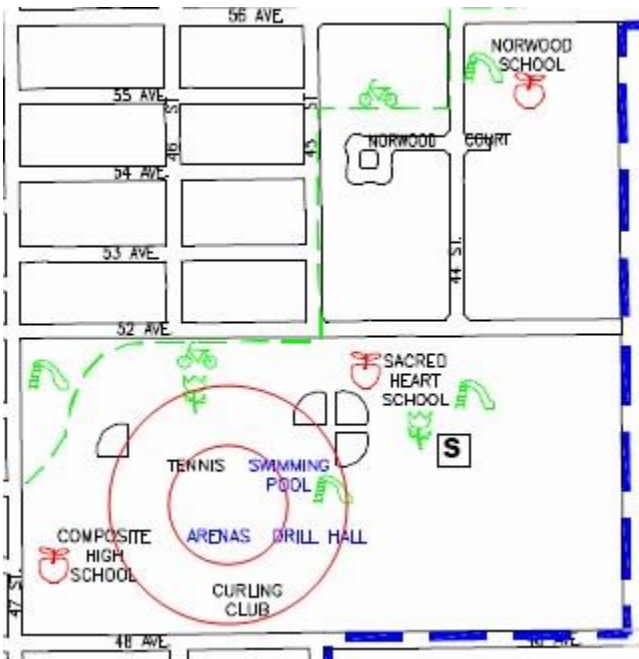 56 AVE
NORWOOD
SCHOOL
55 AVE
ST
ST
46
45
NORWOOD COURT
54 AVE
53 AVE
44 ST.
52 AVE
SACRED
HEART
SCHOOL
S
TENNIS
SWIMMING
POOL
COMPOSITE
HIGH
SCHOOL
ARENAS
DRILL HALL
CURLING
CLUB
47 ST.
48 AVE